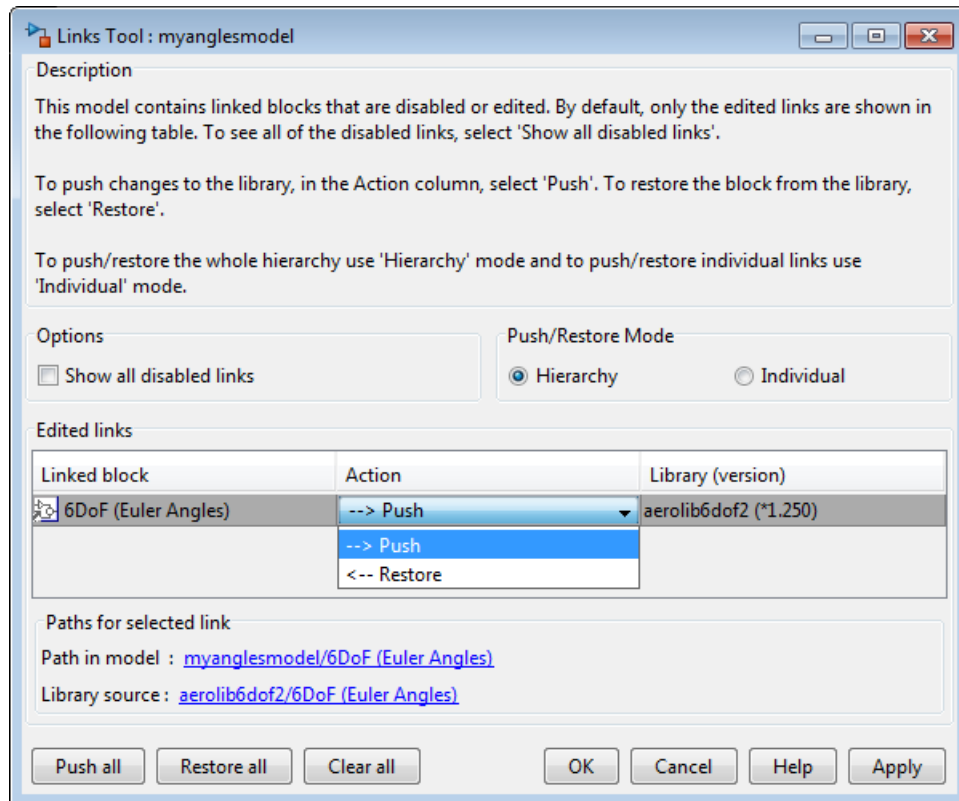 Links Tool : myanglesmodel
Description
This model contains linked blocks that are disabled or edited. By default, only the edited links are shown in
the following table. To see all of the disabled links, select 'Show all disabled links'.
To push changes to the library, in the Action column, select 'Push'. To restore the block from the library,
select 'Restore'.
To push/restore the whole hierarchy use 'Hierarchy' mode and to push/restore individual links use
'Individual' mode.
Options
Show all disabled links
Push/Restore Mode
Hierarchy Individual
Edited links
Linked block Action Library (version)
6DoF (Euler Angles) --> Push aerolib6dof2 (*1.250)
--> Push
<-- Restore
Paths for selected link
Path in model : myanglesmodel/6DoF (Euler Angles)
Library source : aerolib6dof2/6DoF (Euler Angles)
Push all Restore all Clear all OK Cancel Help Apply